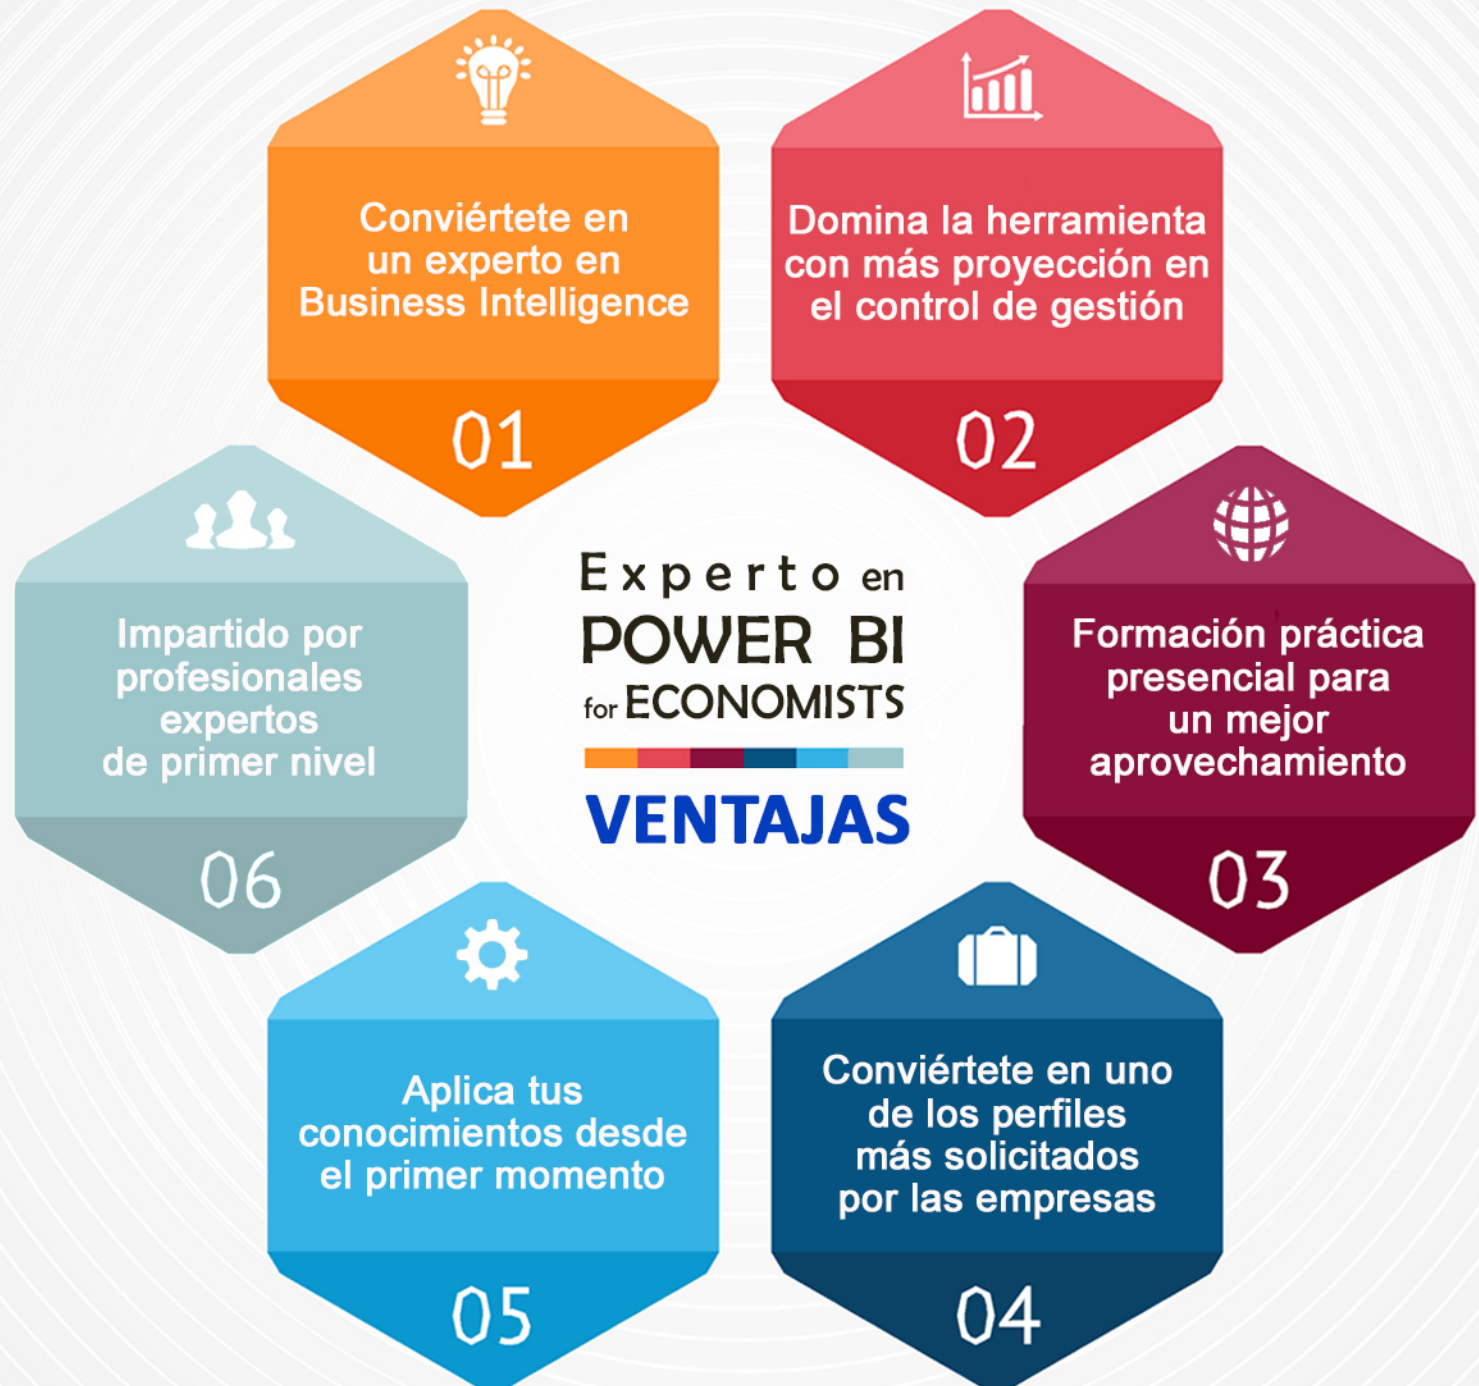 Conviértete en
un experto en
Business Intelligence
01
Domina la herramienta
con más proyección en
el control de gestión
02
Formación práctica
presencial para
un mejor
aprovechamiento
03
Conviértete en uno
de los perfiles
más solicitados
por las empresas
04
Aplica tus
conocimientos desde
el primer momento
05
Impartido por
profesionales
expertos
de primer nivel
06
Experto en
POWER BI
for ECONOMISTS
VENTAJAS